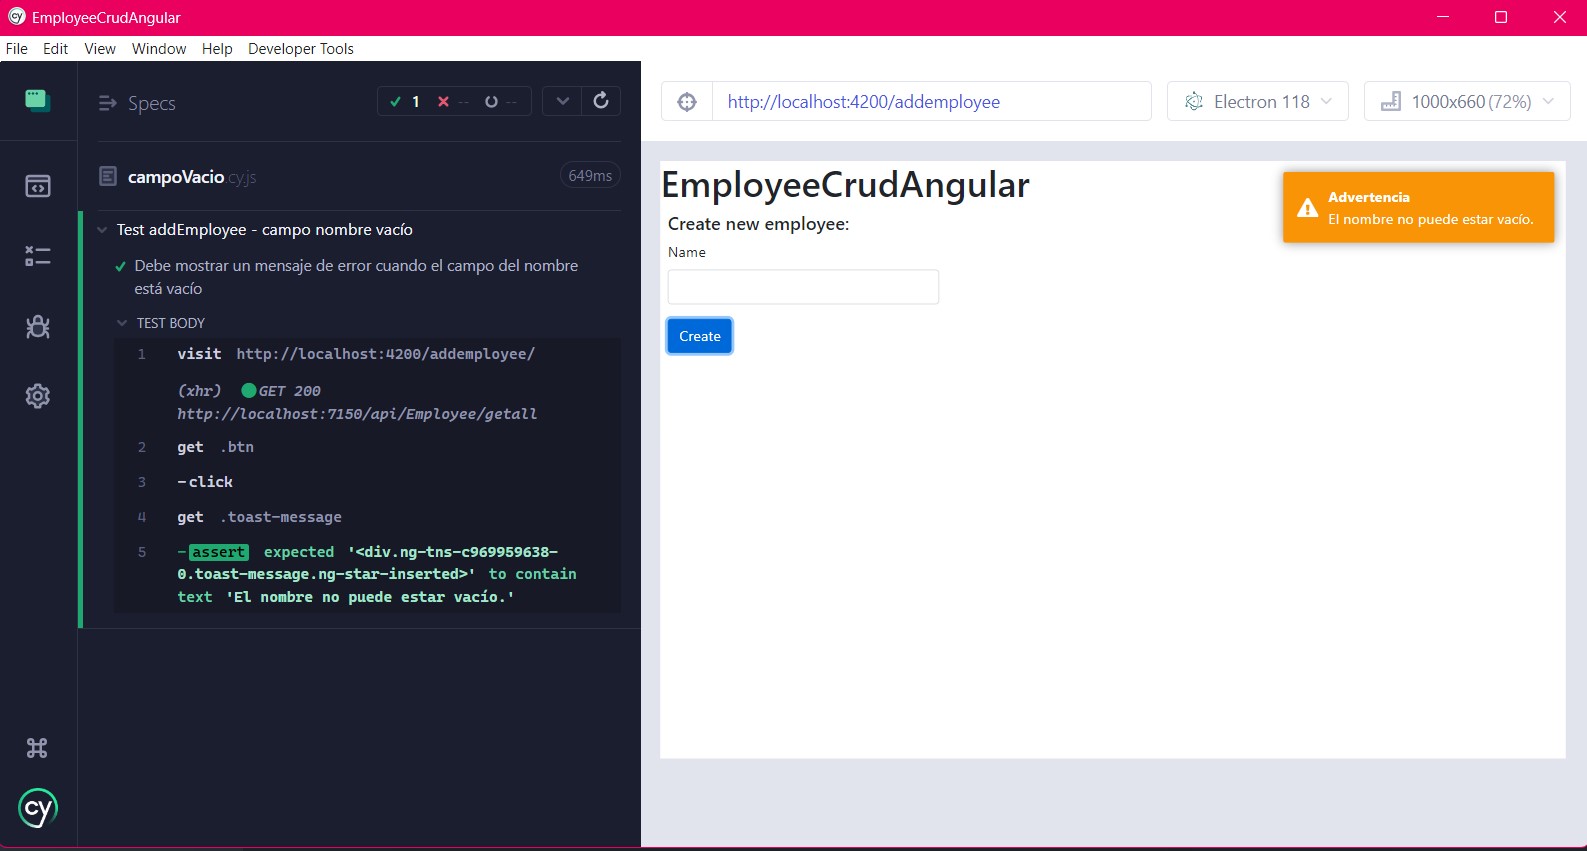 EmployeeCrudAngular
File Edit View Window Help Developer Tools
Specs
1 -- --
campoVacio.cy.js
649ms
Test addEmployee - campo nombre vacío
Debe mostrar un mensaje de error cuando el campo del nombre
está vacío
TEST BODY
1 visit http://localhost:4200/addemployee/
(xhr) GET 200
http://localhost:7150/api/Employee/getall
2 get .btn
3 -click
4 get .toast-message
5 -assert expected '<div.ng-tns-c969959638-
0.toast-message.ng-star-inserted>' to contain
text 'El nombre no puede estar vacío.'
cy
http://localhost:4200/addemployee
Electron 118
1000x660 (72%)
EmployeeCrudAngular
Create new employee:
Name
Create
Advertencia
El nombre no puede estar vacío.